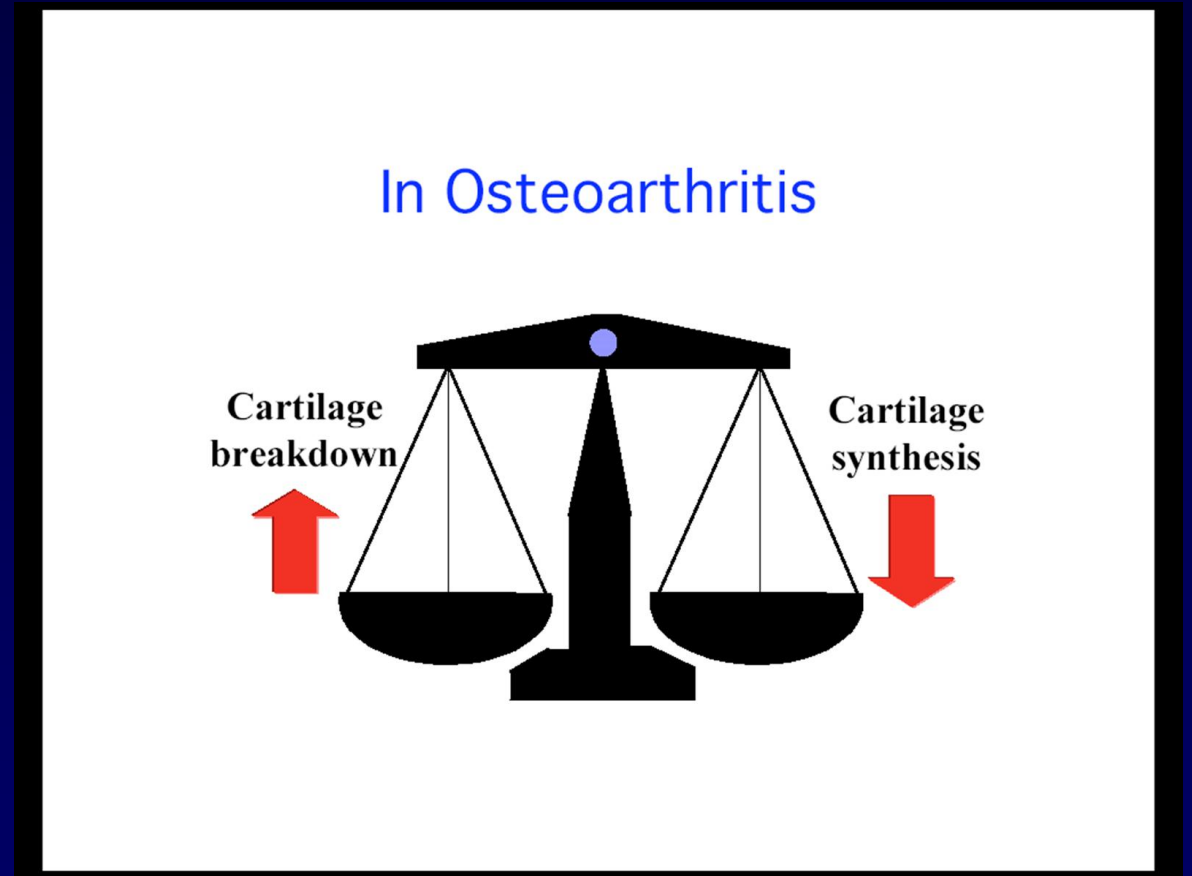 In Osteoarthritis
Cartilage
breakdown
Cartilage
synthesis